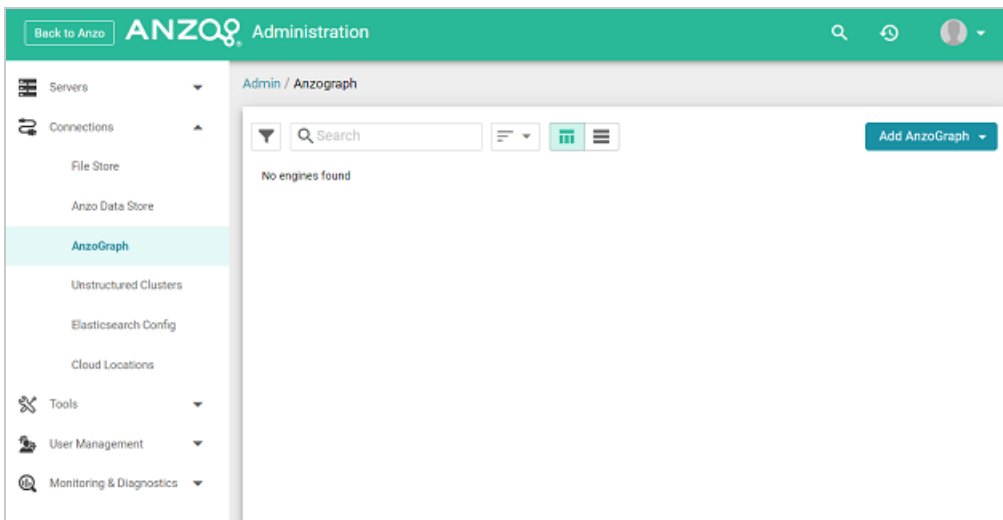 Back to Anzo ANZO Administration
Admin / Anzograph
Servers
Connections
File Store
Anzo Data Store
AnzoGraph
Unstructured Clusters
Elasticsearch Config
Cloud Locations
Tools
User Management
Monitoring & Diagnostics
Search
Add AnzoGraph
No engines found